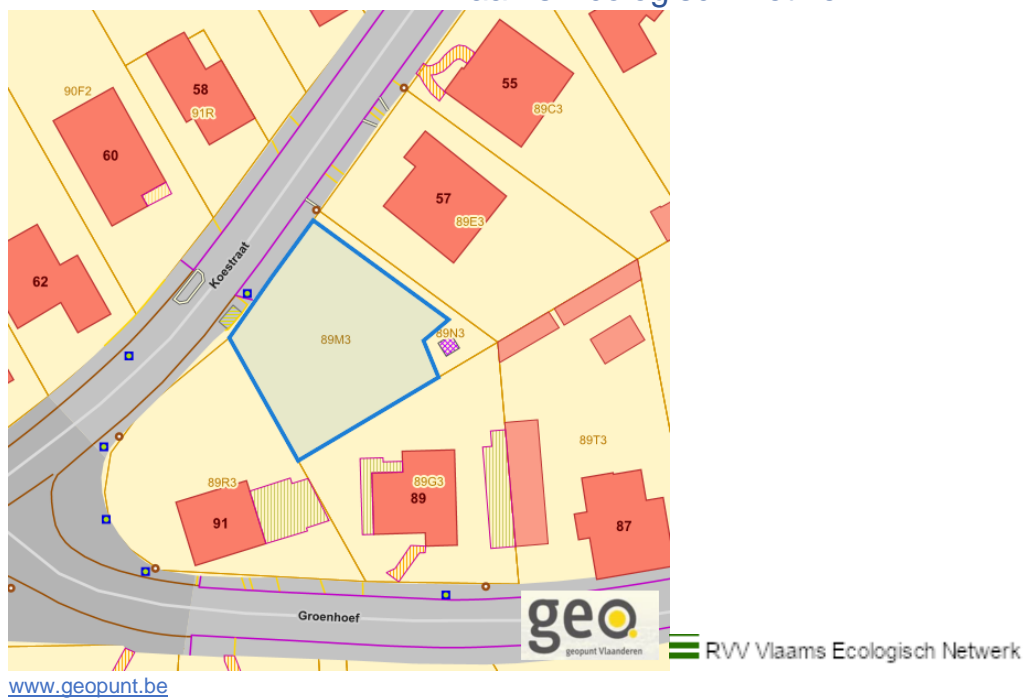 90F2
58
91R
60
55
89C3
57
89E3
62
Koestraat
89M3
89N3
89T3
89R3
91
89G3
89
87
Groenhoef
geo.
geopunt Vlaanderen
RVV Vlaams Ecologisch Netwerk
www.geopunt.be